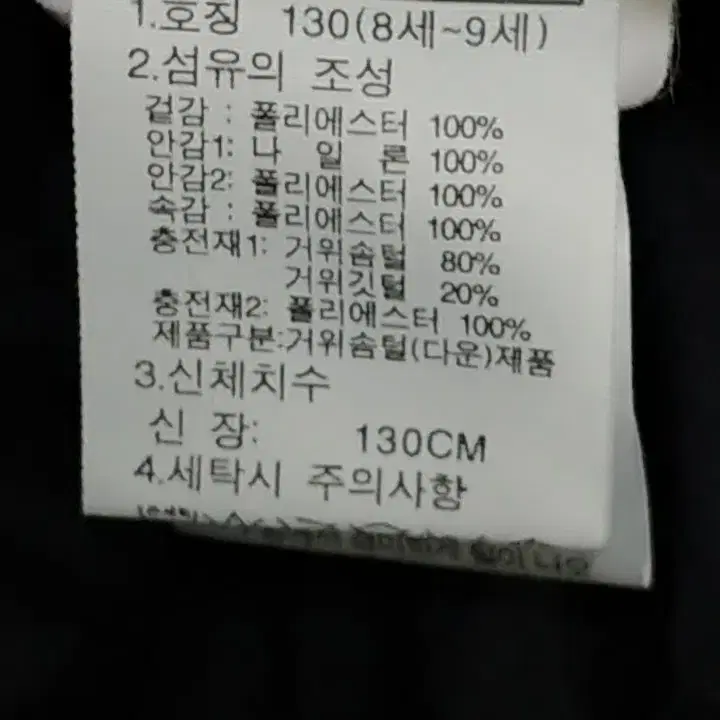 1.호칭 130(8세~9세)
2.섬유의 조성
겉감 : 폴리에스터 100%
안감1: 나 일 론 100%
안감2: 폴리에스터 100%
속감 : 폴리에스터 100%
충전재1: 거위솜털 80%
거위깃털 20%
충전재2: 폴리에스터 100%
제품구분:거위솜털(다운)제품
3.신체치수
신 장: 130CM
4.세탁시 주의사항